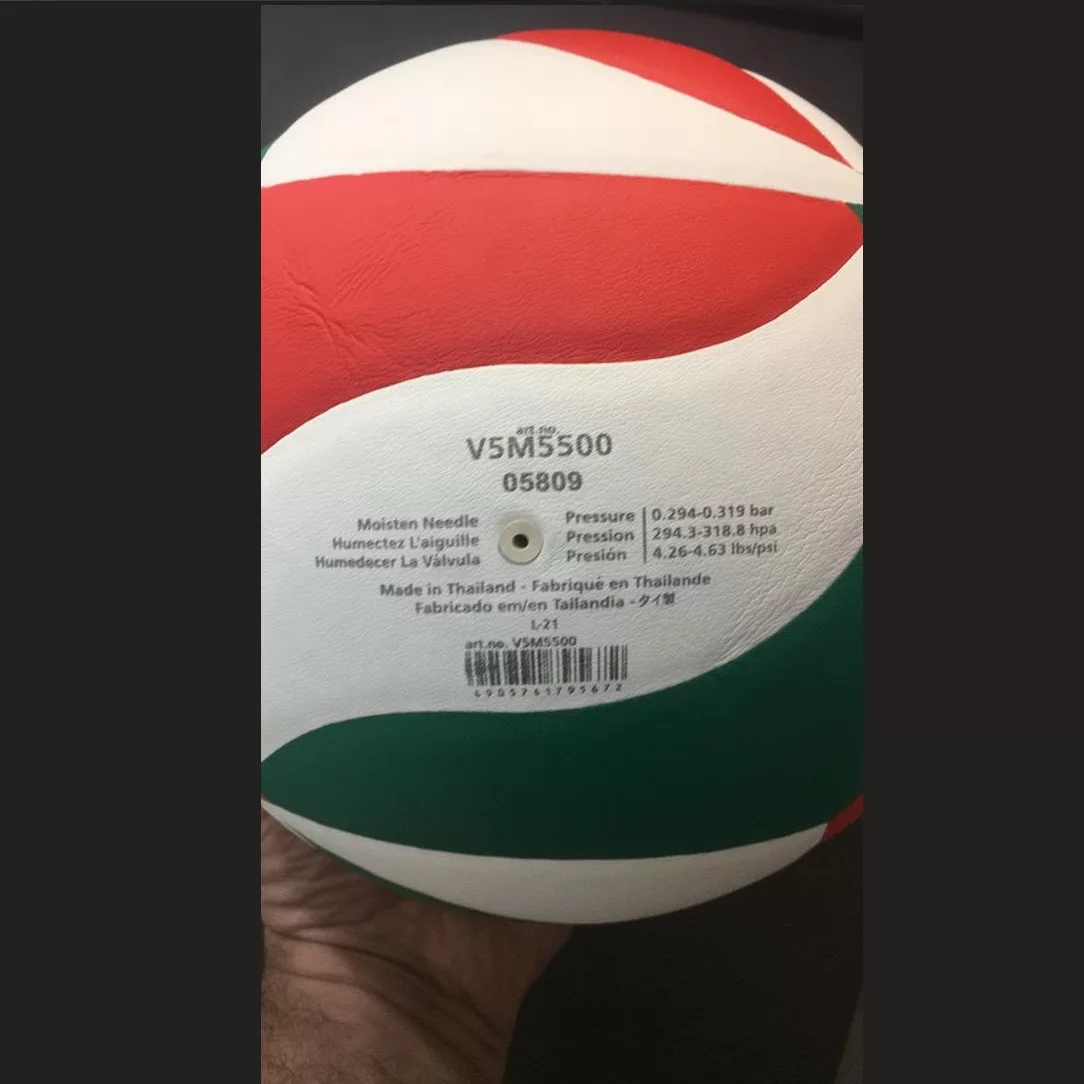 art.no.
V5M5500
05809
Moisten Needle
Humectez L'aiguille
Humedecer La Válvula
Pressure 0.294-0.319 bar
Pression 294.3-318.8 hpa
Presión 4.26-4.63 lbs/psi
Made in Thailand - Fabriqué en Thaïlande
Fabricado em/en Tailandia - タイ製
L-21
art.no. V5M5500
4905741795672